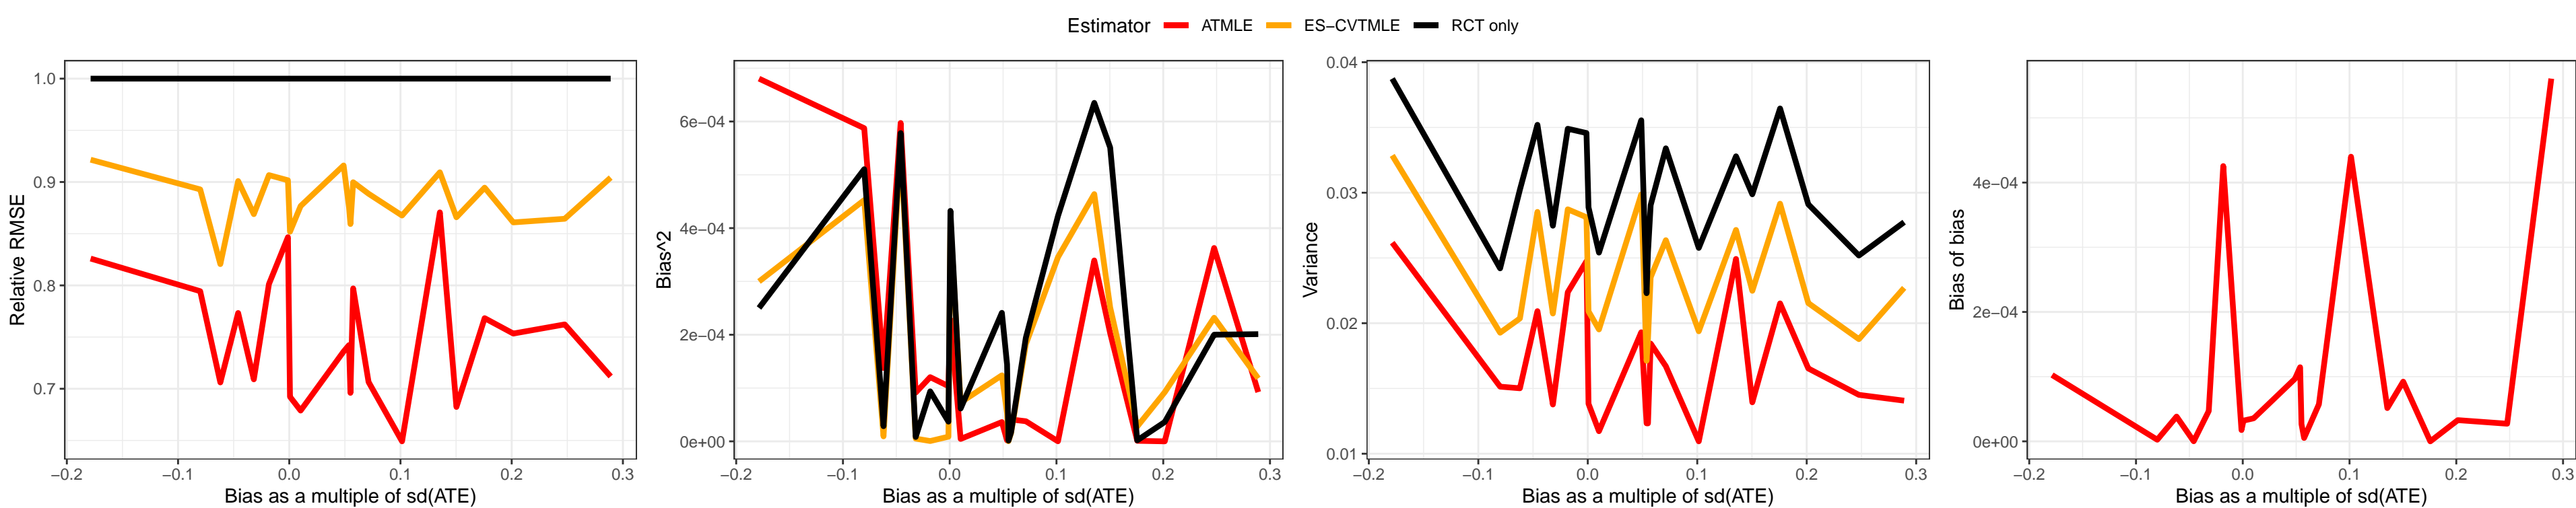 Estimator ATMLE ES−CVTMLE RCT only
Relative RMSE
1.0
0.9
0.8
0.7
−0.2 −0.1 0.0 0.1 0.2 0.3
Bias as a multiple of sd(ATE)
Bias^2
6e−04
4e−04
2e−04
0e+00
−0.2 −0.1 0.0 0.1 0.2 0.3
Bias as a multiple of sd(ATE)
Variance
0.04
0.03
0.02
0.01
−0.2 −0.1 0.0 0.1 0.2 0.3
Bias as a multiple of sd(ATE)
Bias of bias
4e−04
2e−04
0e+00
−0.2 −0.1 0.0 0.1 0.2 0.3
Bias as a multiple of sd(ATE)